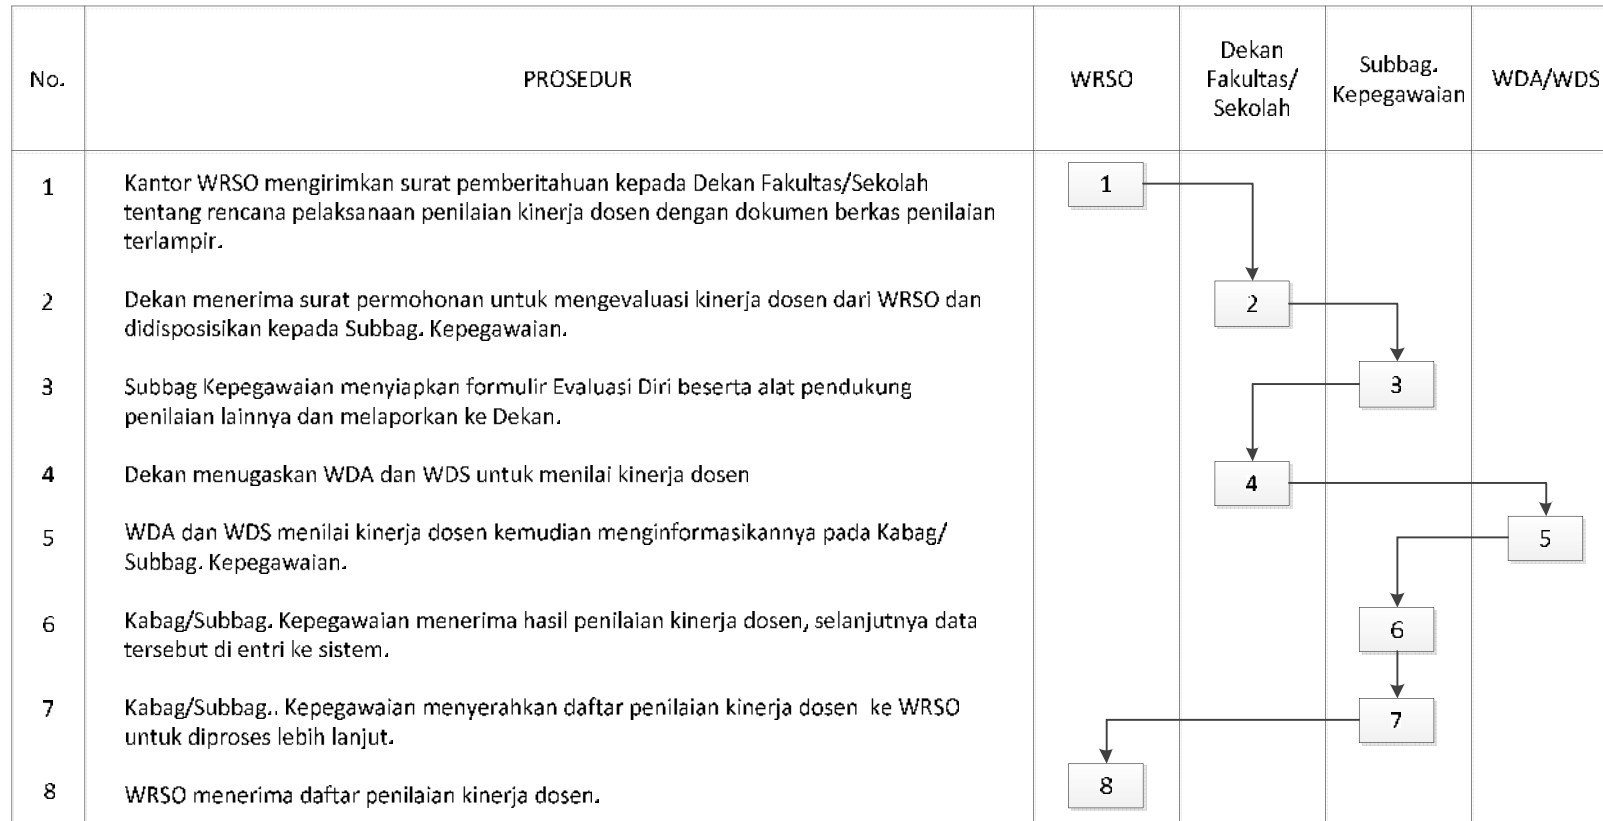 No.
PROSEDUR
WRSO
Dekan
Fakultas/
Sekolah
Subbag.
Kepegawaian
WDA/WDS
1
Kantor WRSO mengirimkan surat pemberitahuan kepada Dekan Fakultas/Sekolah
tentang rencana pelaksanaan penilaian kinerja dosen dengan dokumen berkas penilaian
terlampir.
1
2
Dekan menerima surat permohonan untuk mengevaluasi kinerja dosen dari WRSO dan
didisposisikan kepada Subbag. Kepegawaian.
2
3
Subbag Kepegawaian menyiapkan formulir Evaluasi Diri beserta alat pendukung
penilaian lainnya dan melaporkan ke Dekan.
3
4
Dekan menugaskan WDA dan WDS untuk menilai kinerja dosen
4
5
WDA dan WDS menilai kinerja dosen kemudian menginformasikannya pada Kabag/
Subbag. Kepegawaian.
5
6
Kabag/Subbag. Kepegawaian menerima hasil penilaian kinerja dosen, selanjutnya data
tersebut di entri ke sistem.
6
7
Kabag/Subbag.. Kepegawaian menyerahkan daftar penilaian kinerja dosen  ke WRSO
untuk diproses lebih lanjut.
7
8
WRSO menerima daftar penilaian kinerja dosen.
8